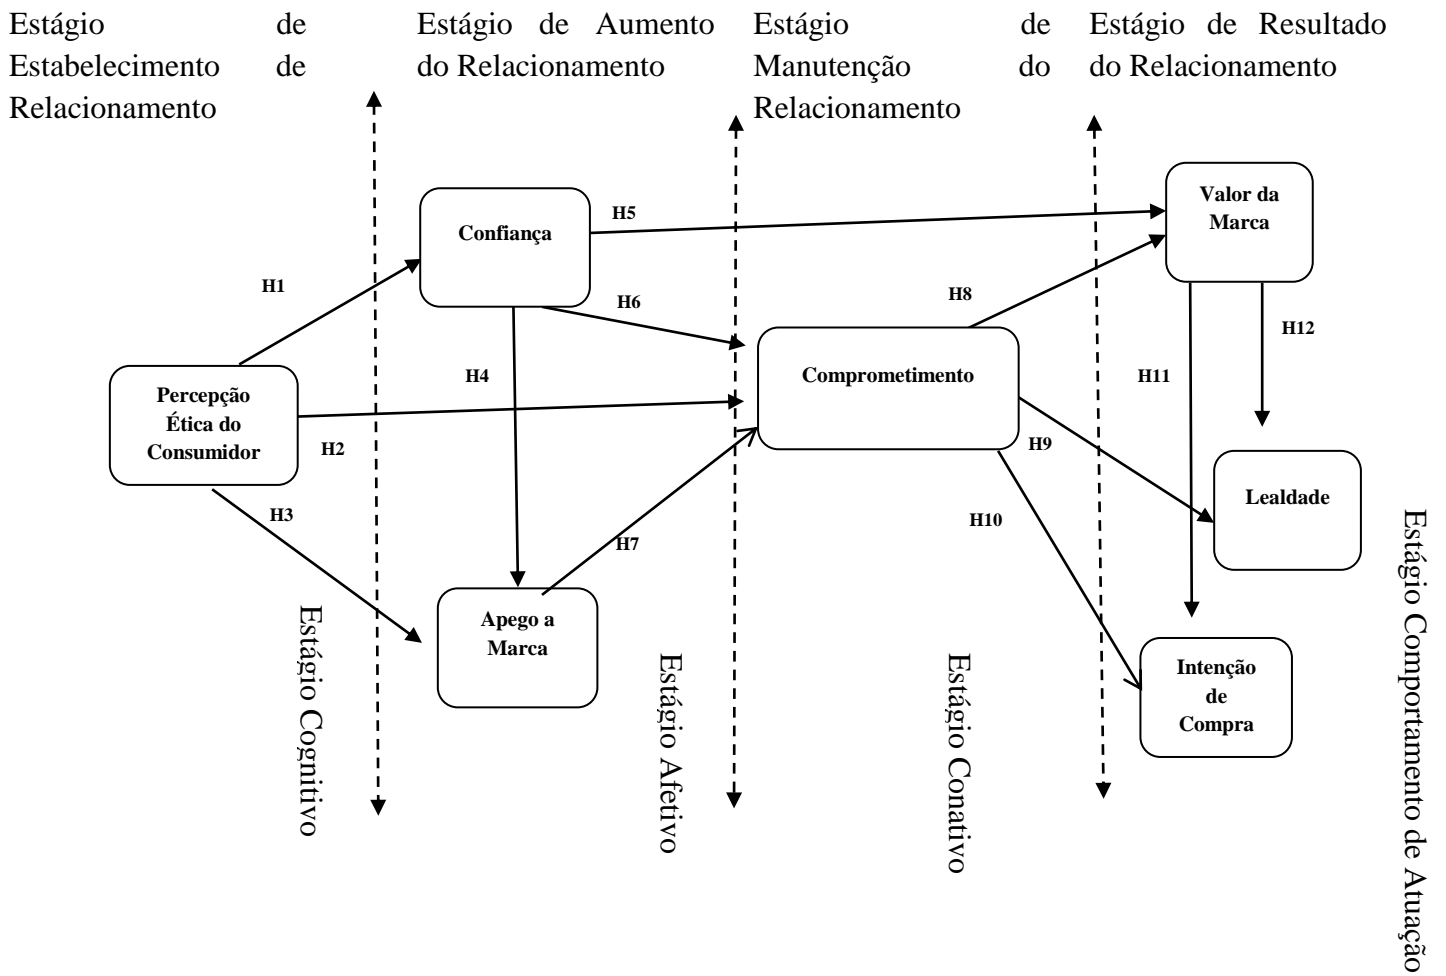 Estágio de
Estabelecimento de
Relacionamento
Estágio de Aumento
do Relacionamento
Estágio de
Manutenção do
Relacionamento
Estágio de Resultado
do Relacionamento
Percepção
Ética do
Consumidor
H1
H2
H3
Confiança
H4
H5
H6
H7
Apego a
Marca
Comprometimento
H8
H9
H10
Valor da
Marca
H11
H12
Lealdade
Intenção
de
Compra
Estágio Cognitivo
Estágio Afetivo
Estágio Conativo
Estágio Comportamento de Atuação